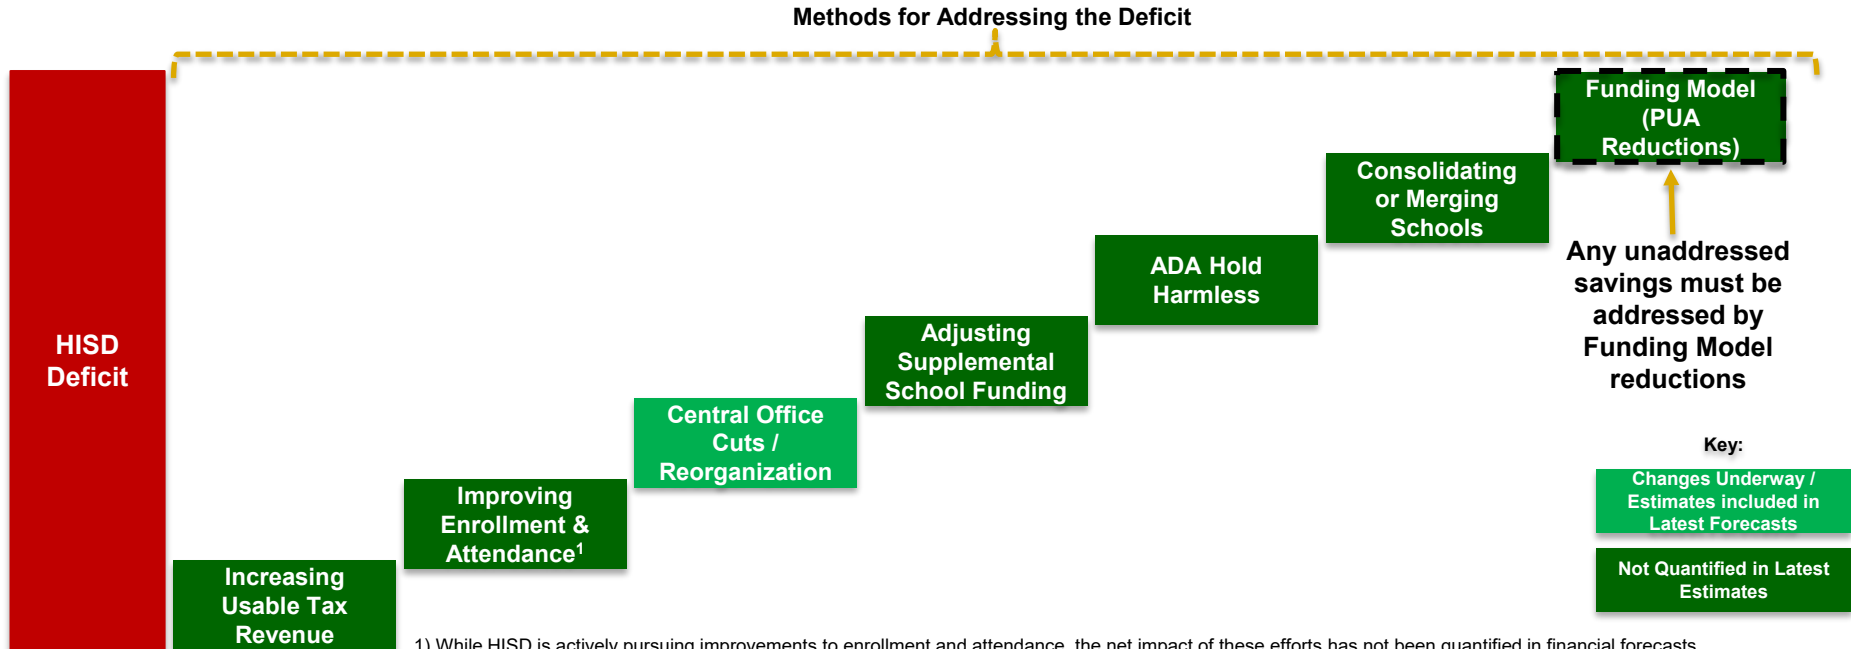 Methods for Addressing the Deficit
HISD
Deficit
Increasing
Usable Tax
Revenue
Improving
Enrollment &
Attendance¹
Central Office
Cuts /
Reorganization
Adjusting
Supplemental
School Funding
ADA Hold
Harmless
Consolidating
or Merging
Schools
Funding Model
(PUA
Reductions)
Any unaddressed
savings must be
addressed by
Funding Model
reductions
Key:
Changes Underway /
Estimates included in
Latest Forecasts
Not Quantified in Latest
Estimates
1) While HISD is actively pursuing improvements to enrollment and attendance, the net impact of these efforts has not been quantified in financial forecasts